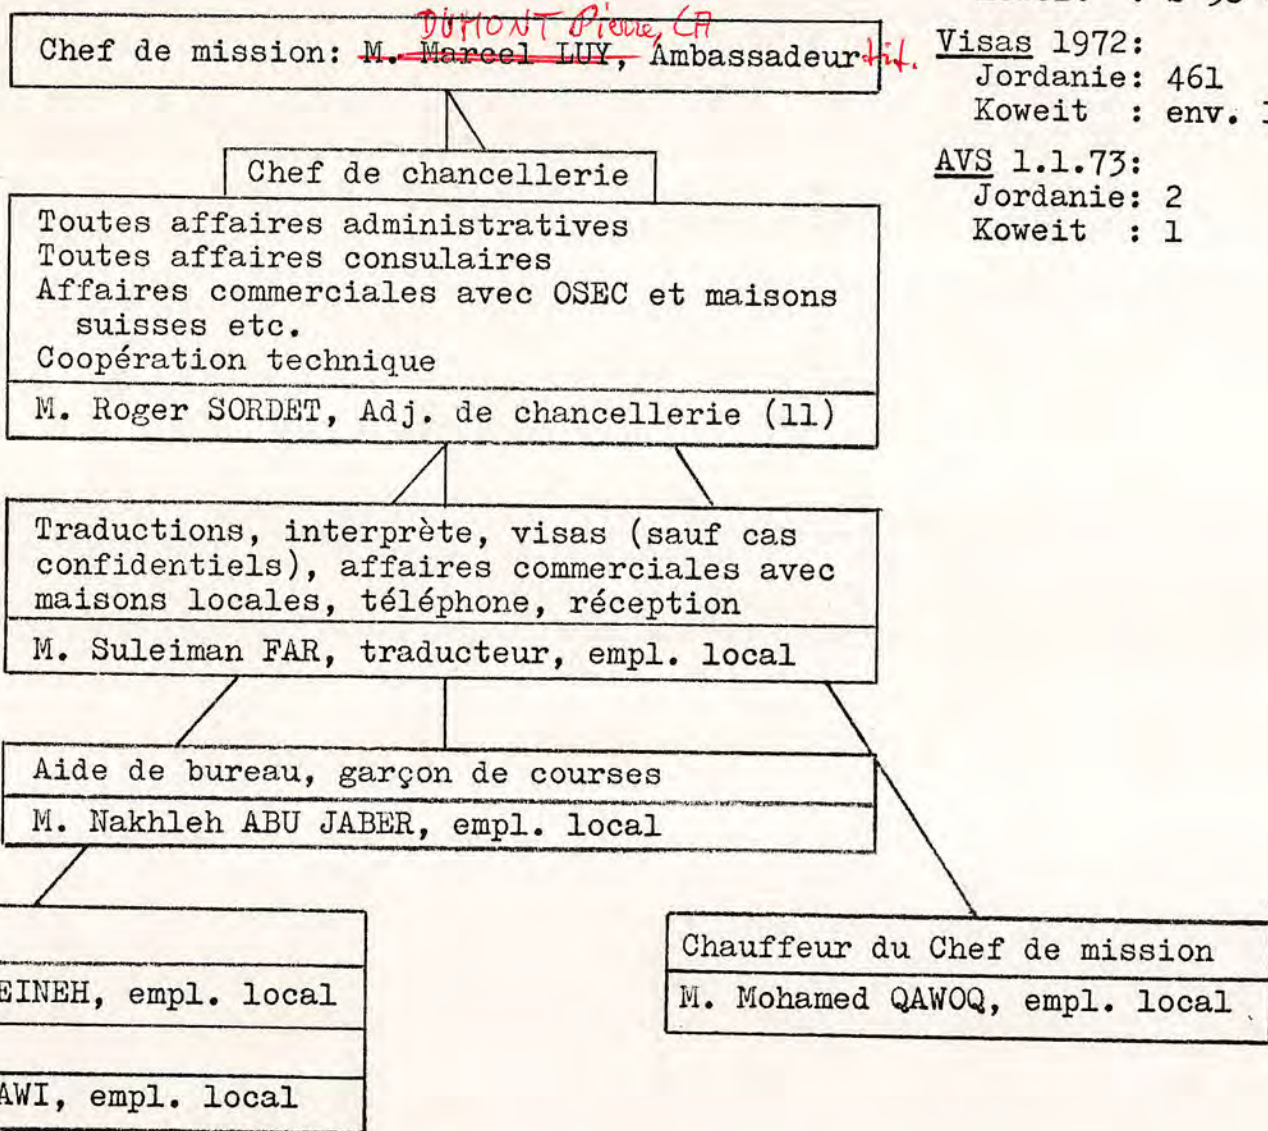 DUMONT Pierre, CA
Chef de mission: M. Marcel LUY, Ambassadeur tit.
Chef de chancellerie
Toutes affaires administratives
Toutes affaires consulaires
Affaires commerciales avec OSEC et maisons
suisses etc.
Coopération technique
M. Roger SORDET, Adj. de chancellerie (11)
Traductions, interprète, visas (sauf cas
confidentiels), affaires commerciales avec
maisons locales, téléphone, réception
M. Suleiman FAR, traducteur, empl. local
Aide de bureau, garçon de courses
M. Nakhleh ABU JABER, empl. local
EINEH, empl. local
AWI, empl. local
Chauffeur du Chef de mission
M. Mohamed QAWOQ, empl. local
Visas 1972:
Jordanie: 461
Koweit : env.
AVS 1.1.73:
Jordanie: 2
Koweit : 1